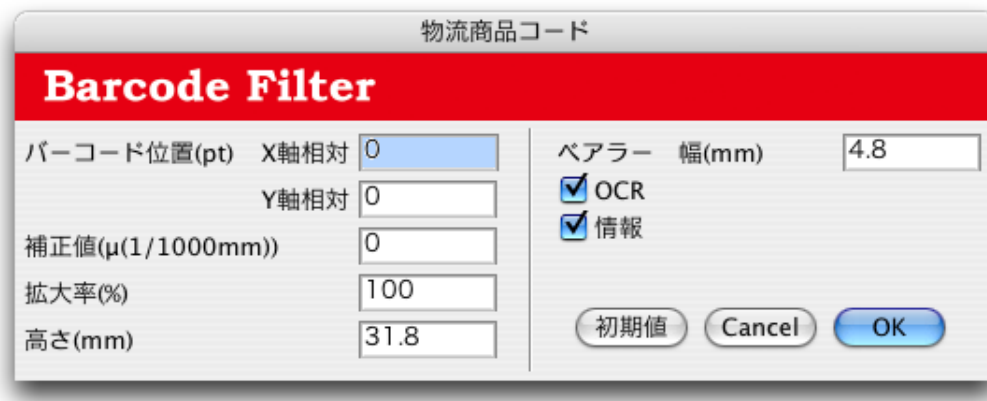 物流商品コード
Barcode Filter
バーコード位置(pt) X軸相対 0
Y軸相対 0
補正値(μ(1/1000mm)) 0
拡大率(%) 100
高さ(mm) 31.8
ベアラー 幅(mm) 4.8
OCR
情報
初期値 Cancel OK